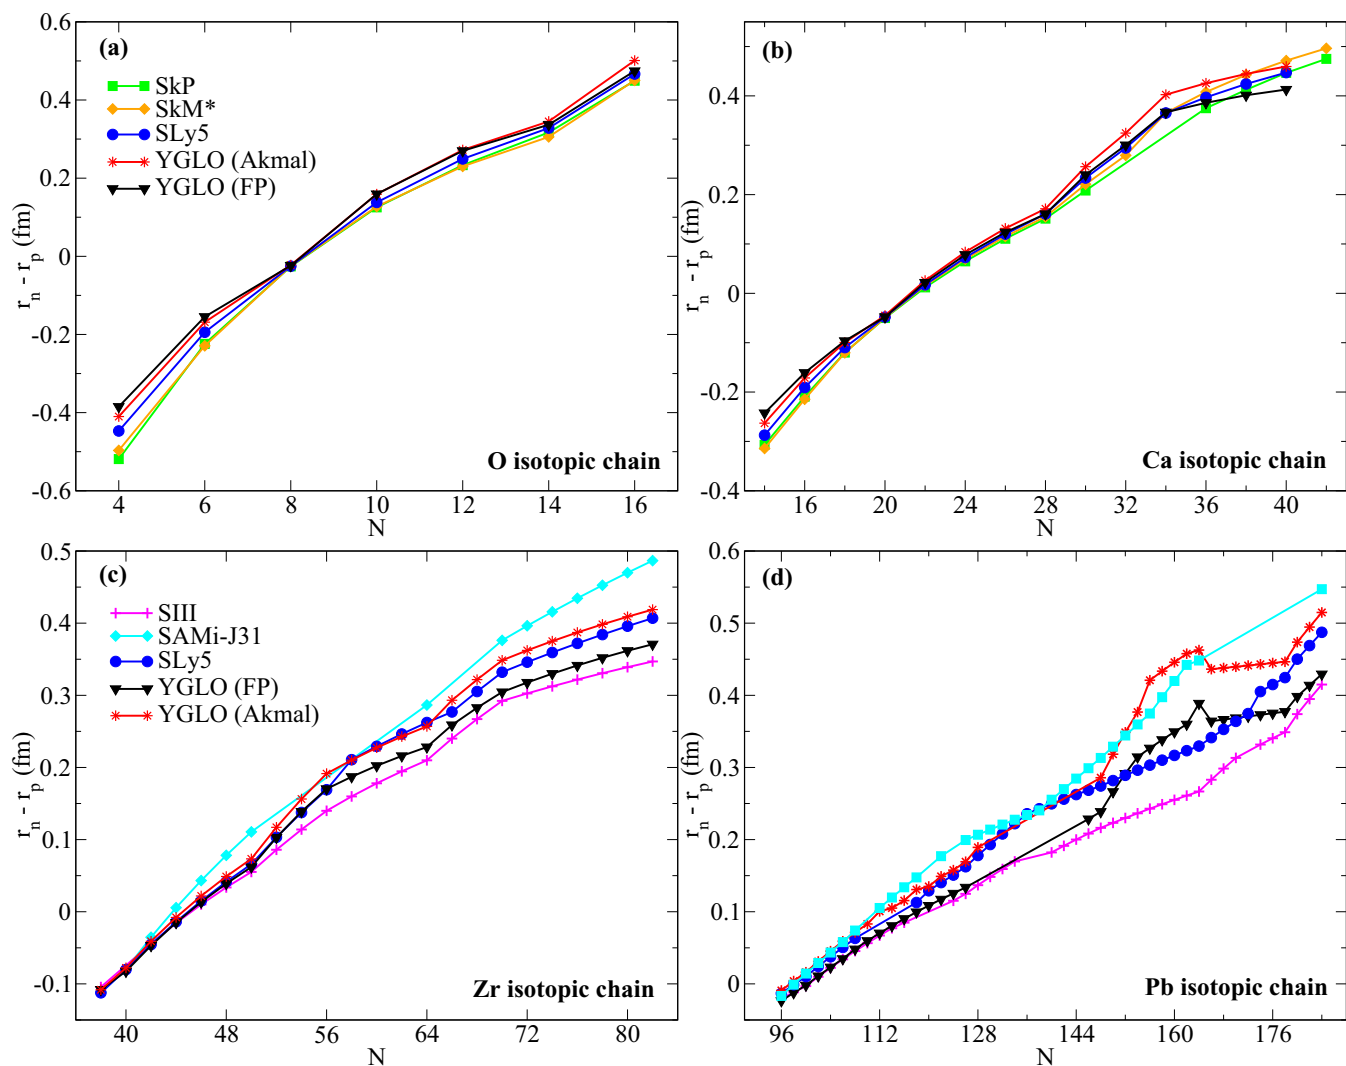 (a)
SkP
SkM*
SLy5
YGLO (Akmal)
YGLO (FP)
O isotopic chain
0.6
0.4
0.2
0
-0.2
-0.4
-0.6
r_n - r_p (fm)
4 6 8 10 12 14 16
N
(b)
Ca isotopic chain
0.4
0.2
0
-0.2
-0.4
r_n - r_p (fm)
16 20 24 28 32 36 40
N
(c)
SIII
SAMi-J31
SLy5
YGLO (FP)
YGLO (Akmal)
Zr isotopic chain
0.5
0.4
0.3
0.2
0.1
0
-0.1
r_n - r_p (fm)
40 48 56 64 72 80
N
(d)
Pb isotopic chain
0.6
0.5
0.4
0.3
0.2
0.1
0
r_n - r_p (fm)
96 112 128 144 160 176
N